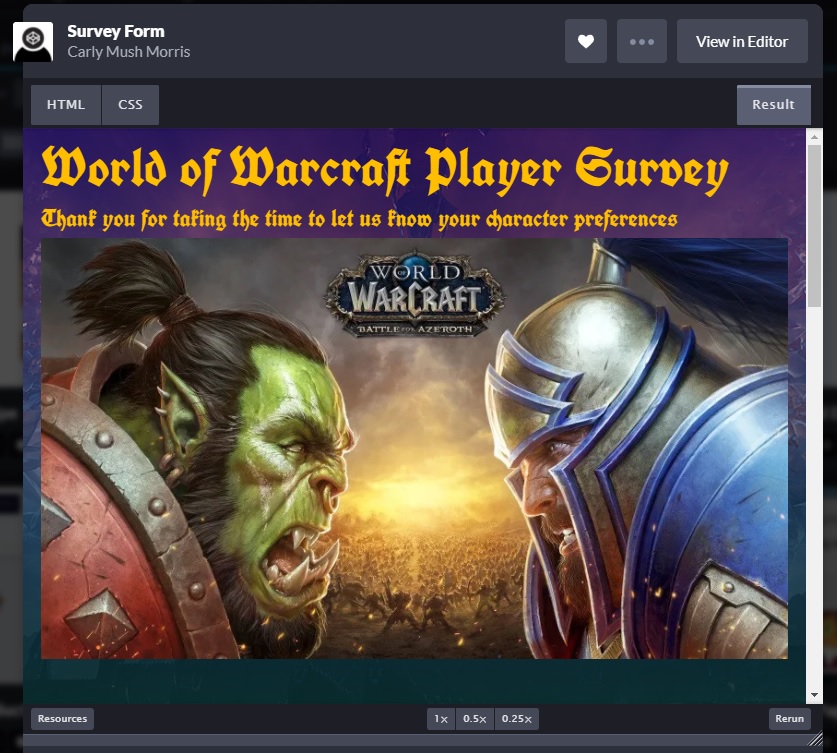 Survey Form
Carly Mush Morris
View in Editor
HTML
CSS
Result
World of Warcraft Player Survey
Thank you for taking the time to let us know your character preferences
WORLD
OF
WARCRAFT
BATTLE FOR AZEROTH
Resources
1× 0.5× 0.25×
Rerun